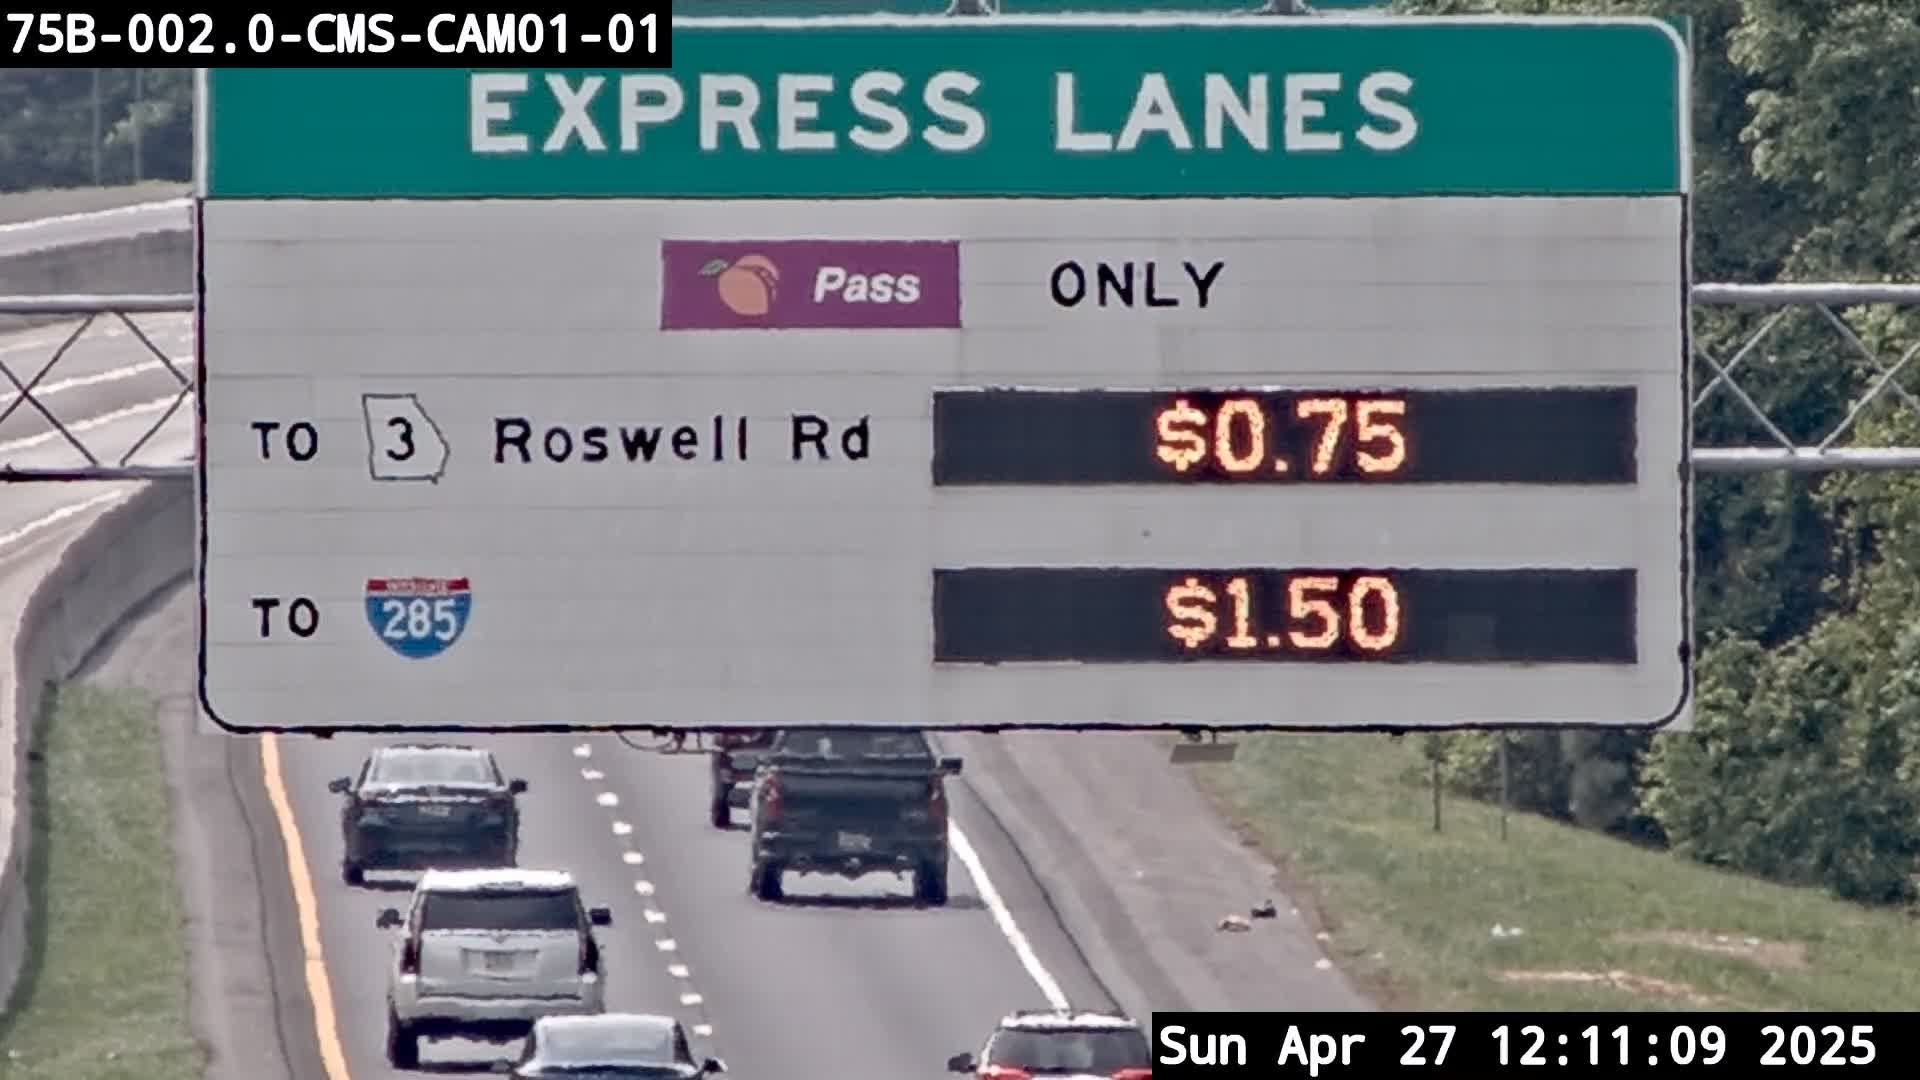 75B-002.0-CMS-CAM01-01
EXPRESS LANES
Pass ONLY
TO 3 Roswell Rd $0.75
TO INTERSTATE 285 $1.50
Sun Apr 27 12:11:09 2025